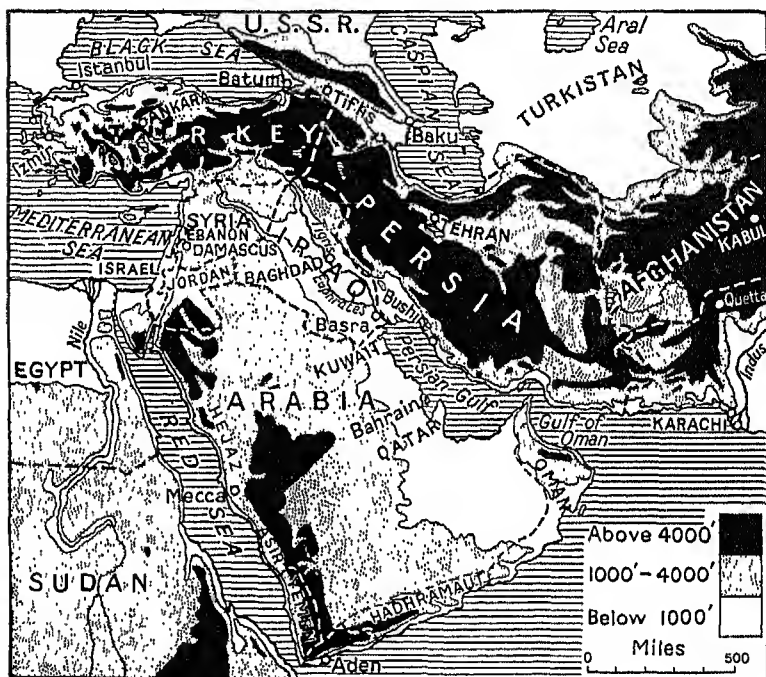 U.S.S.R.
Aral
Sea
BLACK
SEA
Istanbul
CASPIAN SEA
Batum
TIFLIS
TURKISTAN
Baku
TURKEY
Izmir
MEDITERRANEAN
SEA
SYRIA
LEBANON
DAMASCUS
ISRAEL
JORDAN
BAGHDAD
IRAQ
Tigris
Euphrates
TEHRAN
PERSIA
AFGHANISTAN
KABUL
Quetta
Indus
Bushire
Basra
KUWAIT
Persian Gulf
Nile
EGYPT
ARABIA
Bahrain
QATAR
Gulf of
Oman
KARACHI
HEJAZ
RED SEA
Mecca
OMAN
SUDAN
HADHRAMAUT
Aden
Above 4000'
1000'-4000'
Below 1000'
Miles
0 500